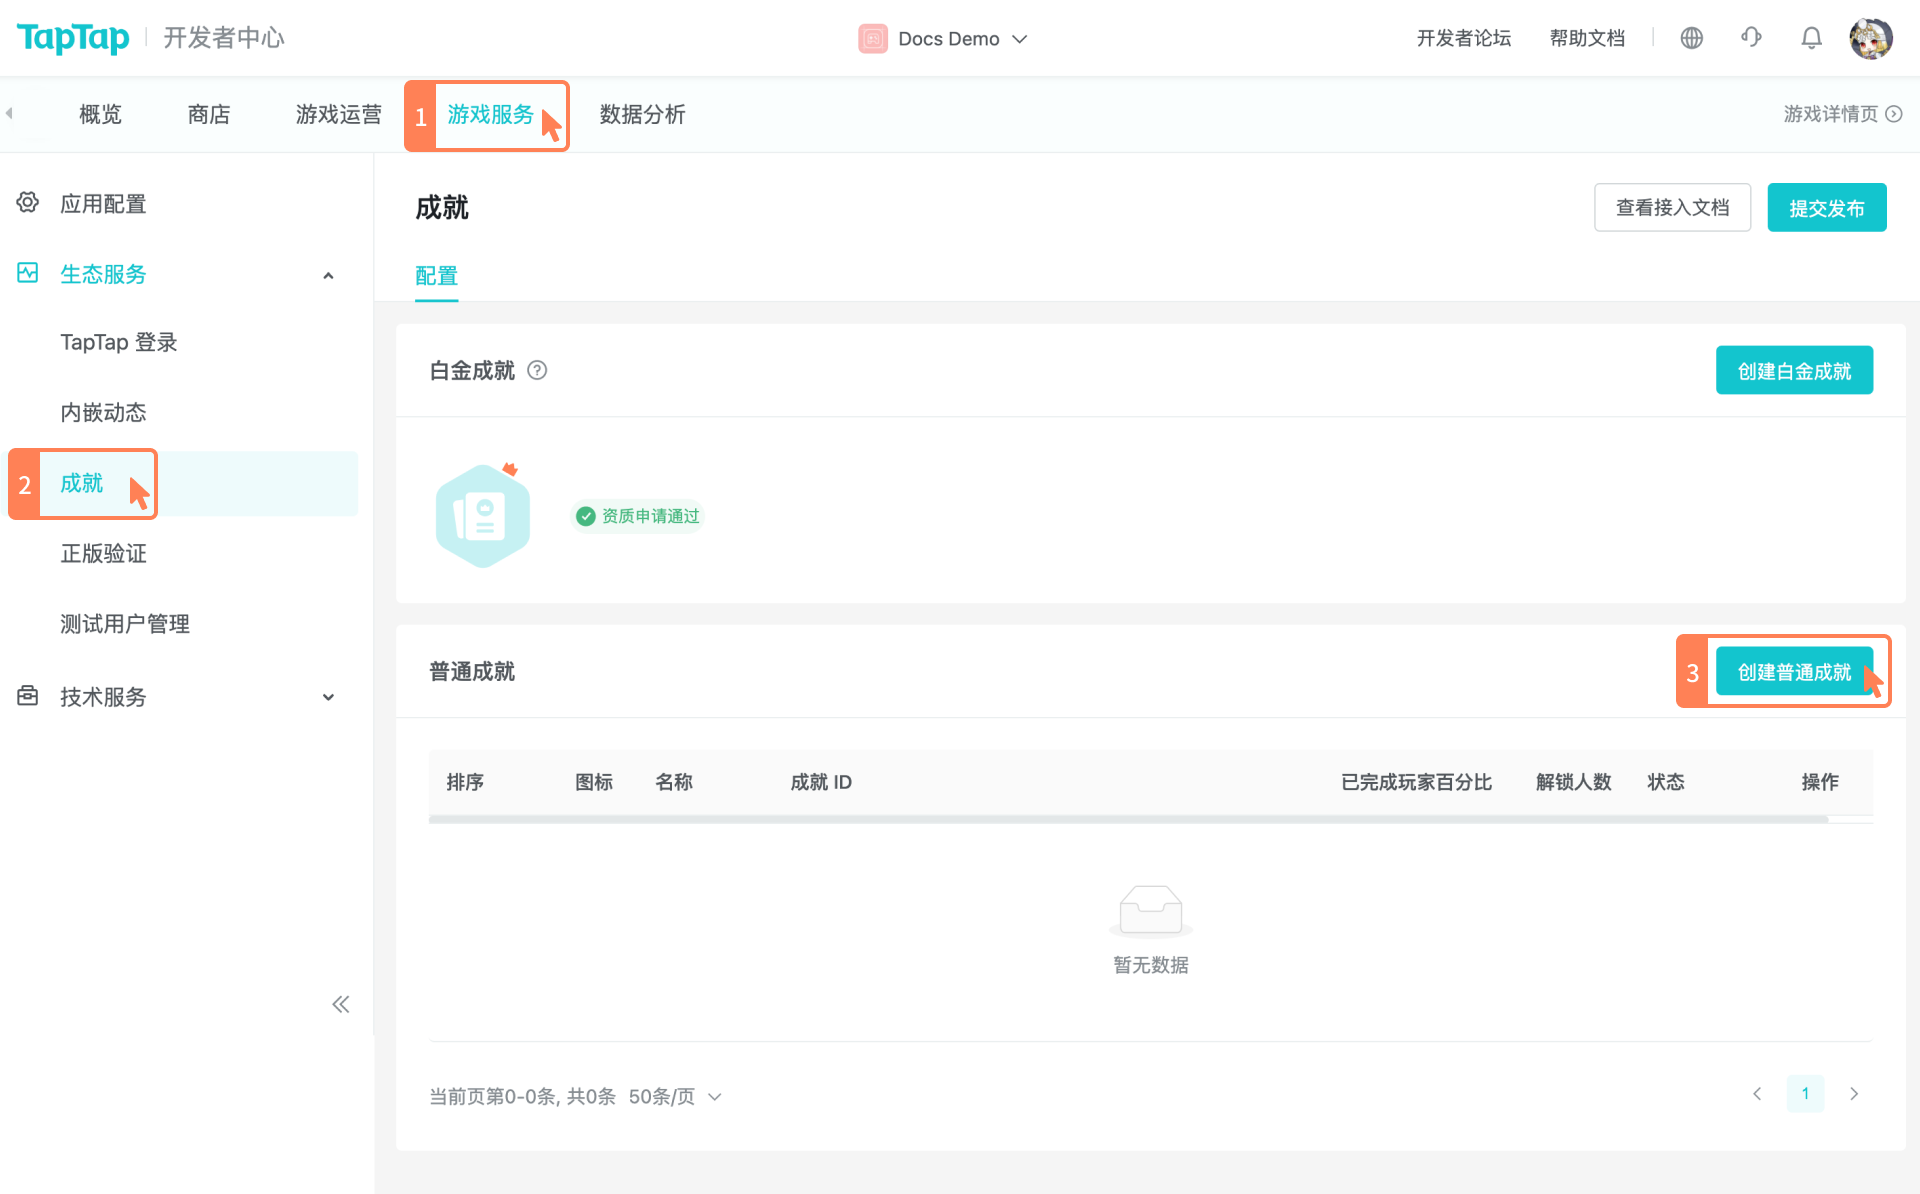 TapTap 开发者中心
Docs Demo
开发者论坛 帮助文档
概览 商店 游戏运营 1 游戏服务 数据分析 游戏详情页
应用配置
生态服务
TapTap 登录
内嵌动态
2 成就
正版验证
测试用户管理
技术服务
成就
查看接入文档 提交发布
配置
白金成就 创建白金成就
资质申请通过
普通成就 3 创建普通成就
排序 图标 名称 成就 ID 已完成玩家百分比 解锁人数 状态 操作
暂无数据
当前页第0-0条, 共0条 50条/页 1